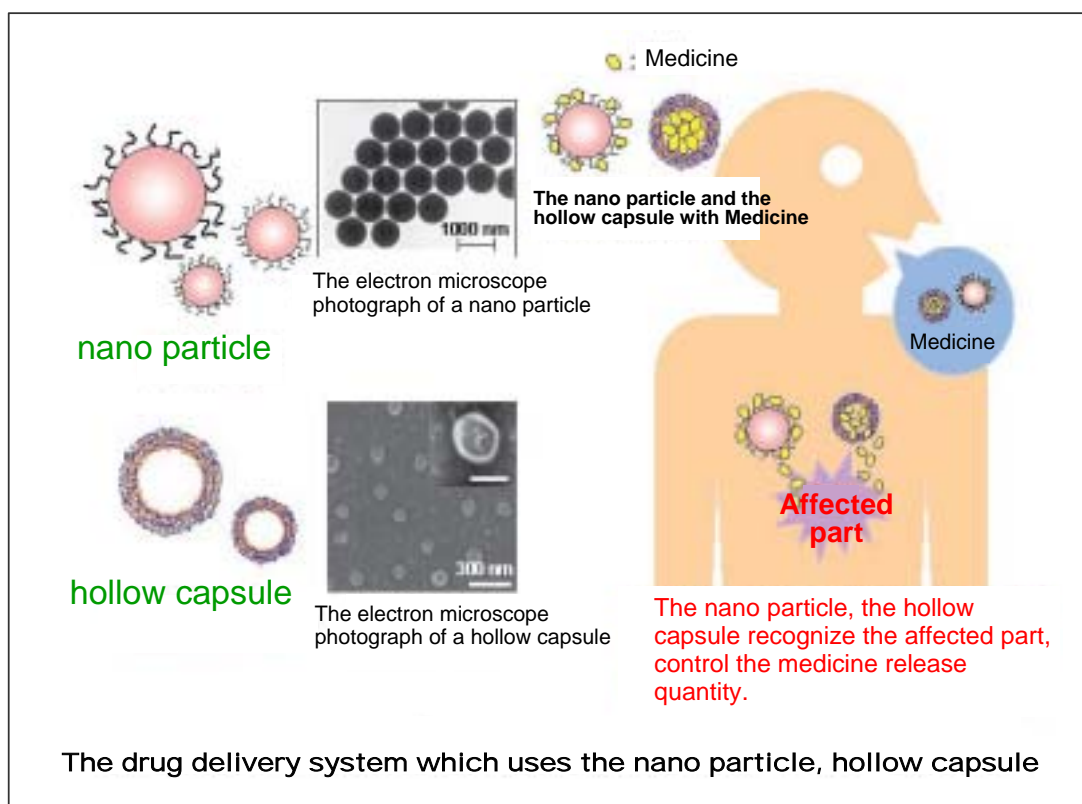 : Medicine
The nano particle and the
hollow capsule with Medicine
1000 nm
The electron microscope
photograph of a nano particle
nano particle
Medicine
300 nm
hollow capsule
The electron microscope
photograph of a hollow capsule
Affected
part
The nano particle, the hollow
capsule recognize the affected part,
control the medicine release
quantity.
The drug delivery system which uses the nano particle, hollow capsule